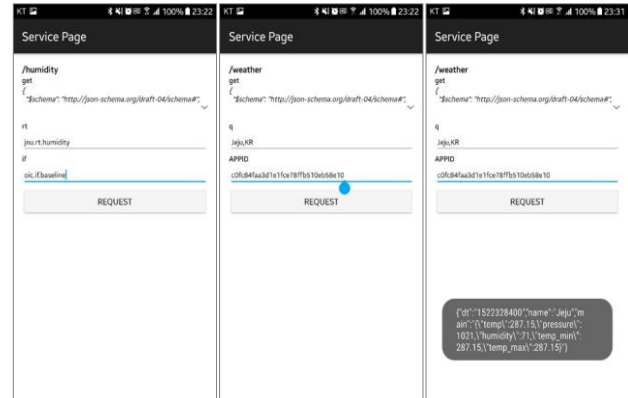 KT 100% 23:22
Service Page
/humidity
get
{
"$schema": "http://json-schema.org/draft-04/schema#",
rt
jnu.rt.humidity
if
oic.if.baseline
REQUEST
KT 100% 23:22
Service Page
/weather
get
{
"$schema": "http://json-schema.org/draft-04/schema#",
q
Jeju,KR
APPID
c0fc84faa3d1e1fce78ffb510eb58e10
REQUEST
KT 100% 23:31
Service Page
/weather
get
{
"$schema": "http://json-schema.org/draft-04/schema#",
q
Jeju,KR
APPID
c0fc84faa3d1e1fce78ffb510eb58e10
REQUEST
{"dt":"1522328400","name":"Jeju","m
ain":"{\"temp\":287.15,\"pressure\":
1021,\"humidity\":71,\"temp_min\":
287.15,\"temp_max\":287.15}"}